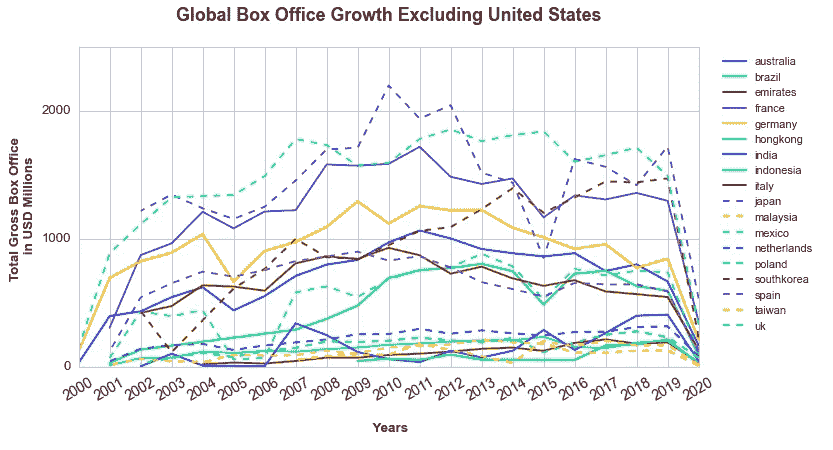 Global Box Office Growth Excluding United States
Total Gross Box Office
in USD Millions
2000
1000
0
2000 2001 2002 2003 2004 2005 2006 2007 2008 2009 2010 2011 2012 2013 2014 2015 2016 2017 2018 2019 2020
Years
australia
brazil
emirates
france
germany
hongkong
india
indonesia
italy
japan
malaysia
mexico
netherlands
poland
southkorea
spain
taiwan
uk